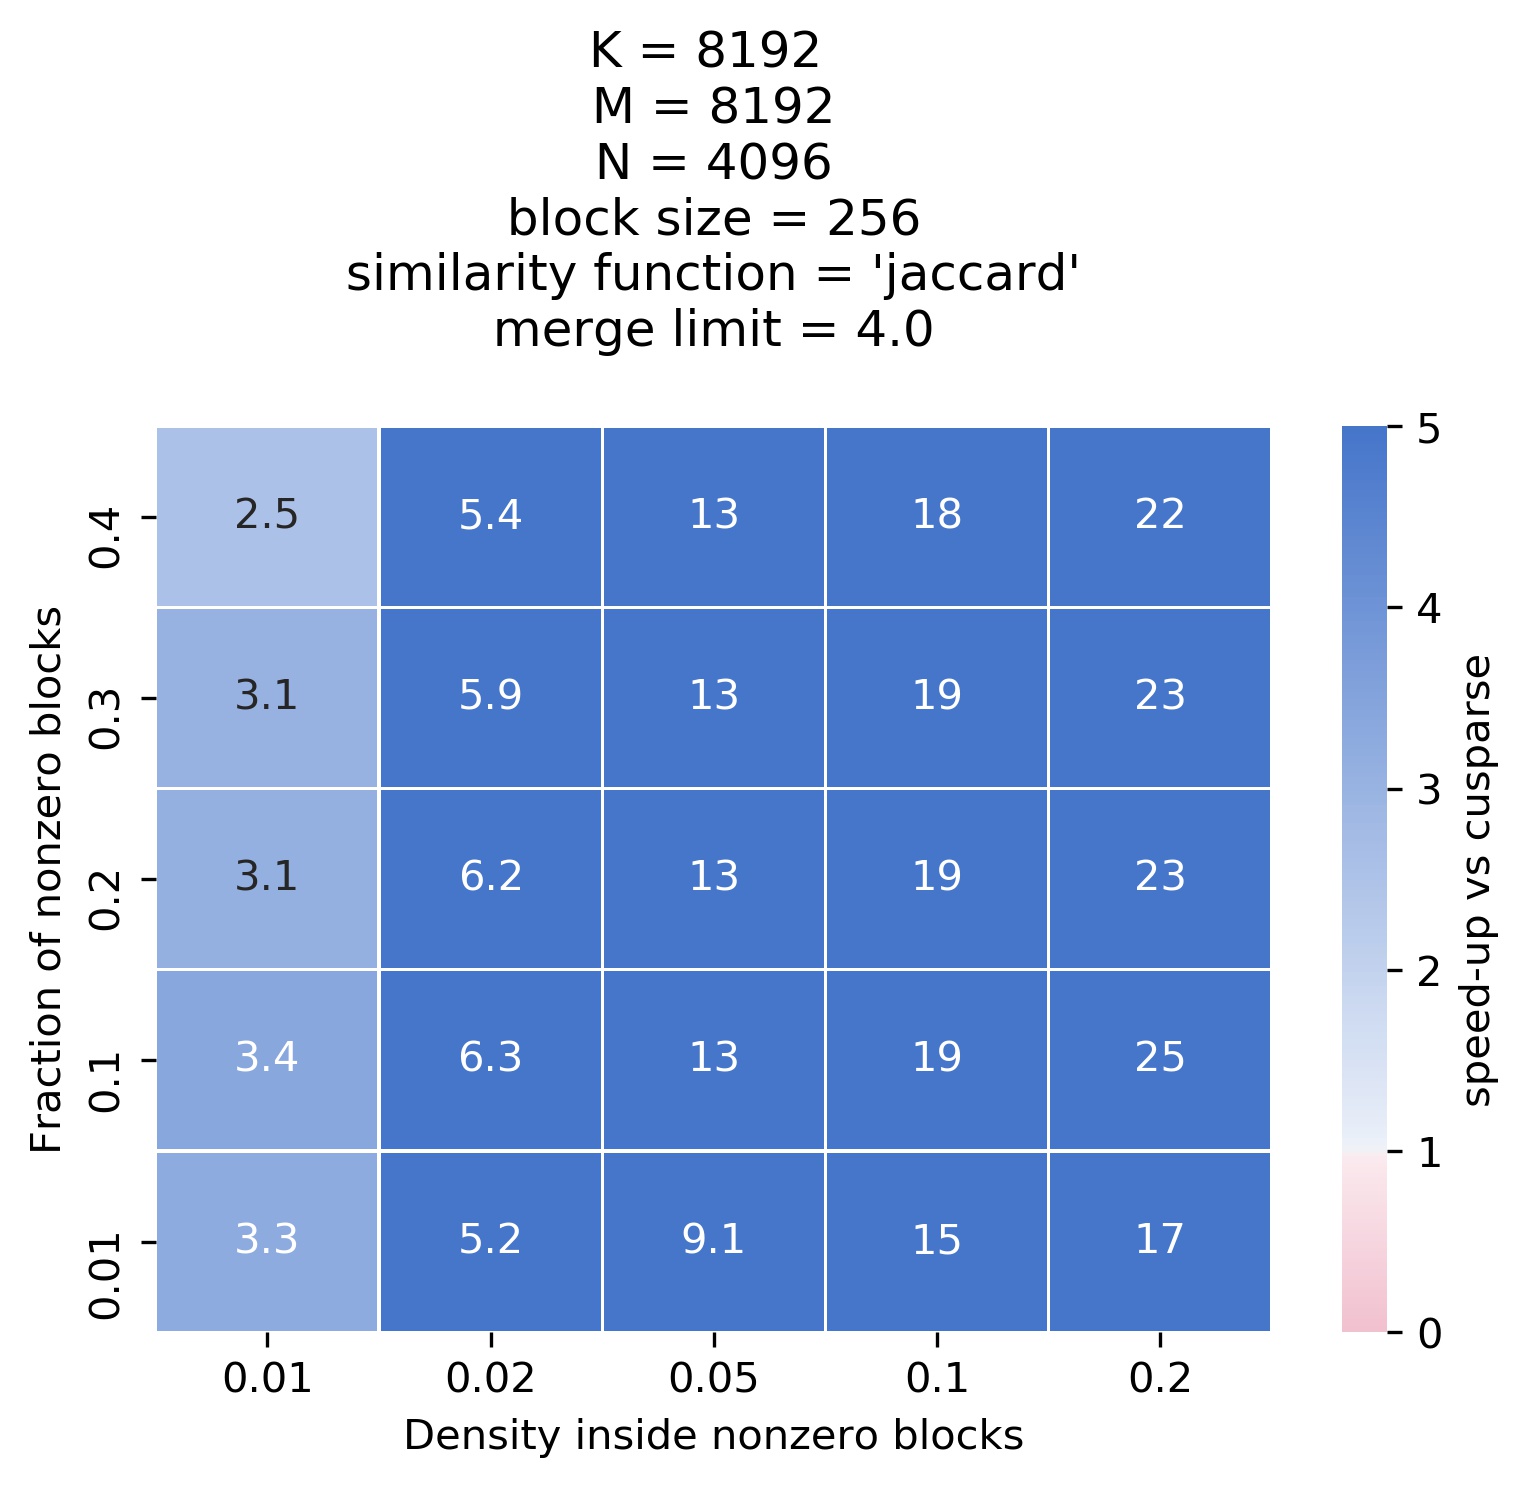 K = 8192
M = 8192
N = 4096
block size = 256
similarity function = 'jaccard'
merge limit = 4.0
Fraction of nonzero blocks
0.4 2.5 5.4 13 18 22
0.3 3.1 5.9 13 19 23
0.2 3.1 6.2 13 19 23
0.1 3.4 6.3 13 19 25
0.01 3.3 5.2 9.1 15 17
0.01 0.02 0.05 0.1 0.2
Density inside nonzero blocks
5
4
3
2
1
0
speed-up vs cusparse